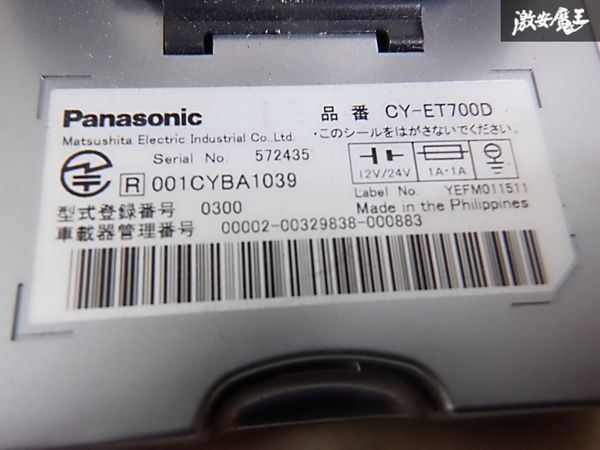 激安魔王
Panasonic
品番 CY-ET700D
Matsushita Electric Industrial Co.,Ltd.
・このシールをはがさないでください。
Serial No. 572435
R 001CYBA1039
12V/24V 1A・1A
Label No. YEFM011511
型式登録番号 0300
Made in the Philippines
車載器管理番号 00002-00329838-000883